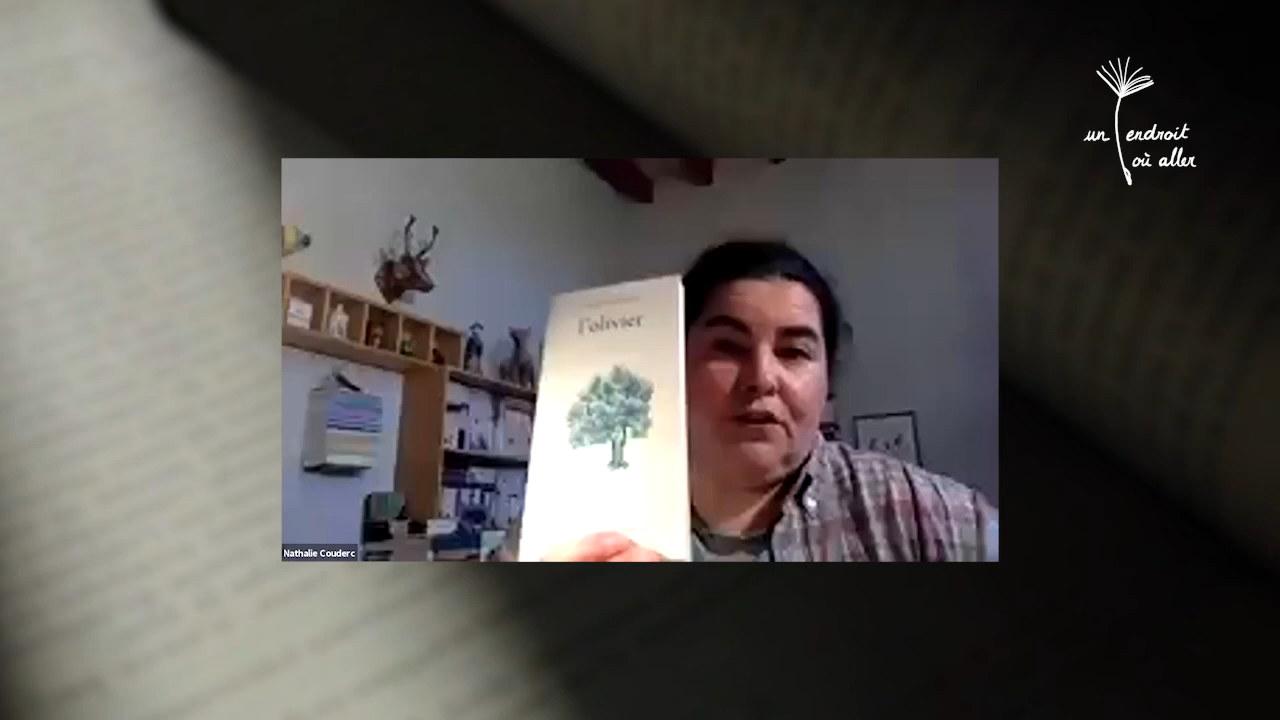 un endroit
où aller
l'olivier
Nathalie Couderc